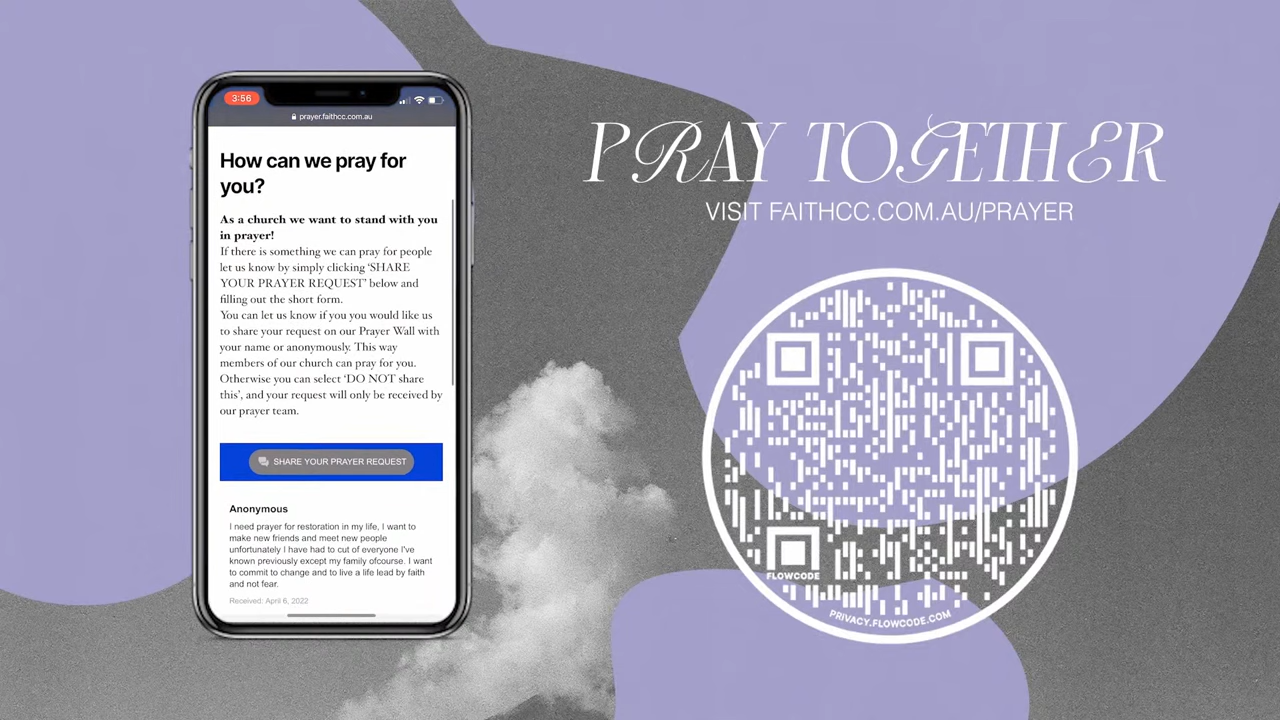 3:56
prayer.faithcc.com.au
How can we pray for
you?
As a church we want to stand with you
in prayer!
If there is something we can pray for people
let us know by simply clicking ‘SHARE
YOUR PRAYER REQUEST’ below and
filling out the short form.
You can let us know if you you would like us
to share your request on our Prayer Wall with
your name or anonymously. This way
members of our church can pray for you.
Otherwise you can select ‘DO NOT share
this’, and your request will only be received by
our prayer team.
SHARE YOUR PRAYER REQUEST
Anonymous
I need prayer for restoration in my life, I want to
make new friends and meet new people
unfortunately I have had to cut of everyone I've
known previously except my family ofcourse. I want
to commit to change and to live a life lead by faith
and not fear.
Received: April 6, 2022
PRAY TOGETHER
VISIT FAITHCC.COM.AU/PRAYER
FLOWCODE
PRIVACY.FLOWCODE.COM